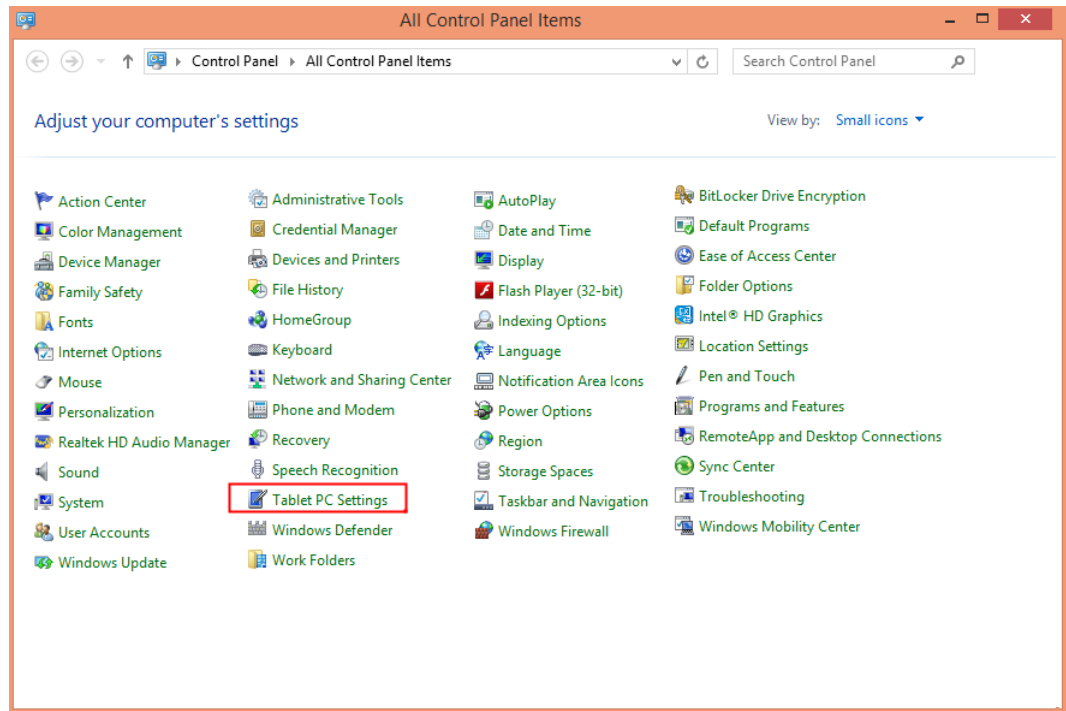 All Control Panel Items
Control Panel All Control Panel Items
Search Control Panel
Adjust your computer's settings
View by: Small icons
Action Center
Administrative Tools
AutoPlay
BitLocker Drive Encryption
Color Management
Credential Manager
Date and Time
Default Programs
Device Manager
Devices and Printers
Display
Ease of Access Center
Family Safety
File History
Flash Player (32-bit)
Folder Options
Fonts
HomeGroup
Indexing Options
Intel® HD Graphics
Internet Options
Keyboard
Language
Location Settings
Mouse
Network and Sharing Center
Notification Area Icons
Pen and Touch
Personalization
Phone and Modem
Power Options
Programs and Features
Realtek HD Audio Manager
Recovery
Region
RemoteApp and Desktop Connections
Sound
Speech Recognition
Storage Spaces
Sync Center
System
Tablet PC Settings
Taskbar and Navigation
Troubleshooting
User Accounts
Windows Defender
Windows Firewall
Windows Mobility Center
Windows Update
Work Folders